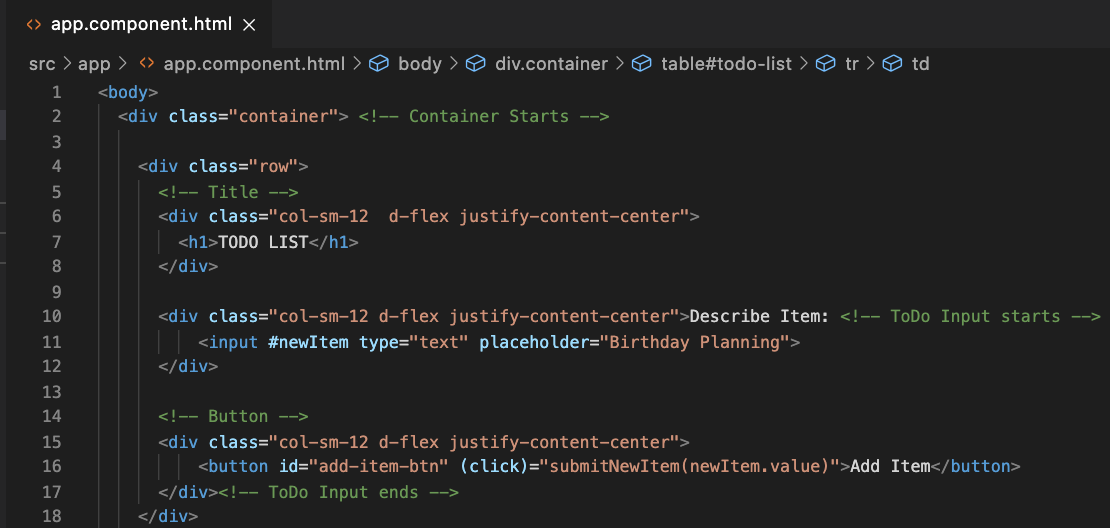 app.component.html
src app app.component.html body div.container table#todo-list tr td
1 <body>
2 <div class="container"> <!-- Container Starts -->
3
4 <div class="row">
5 <!-- Title -->
6 <div class="col-sm-12  d-flex justify-content-center">
7 <h1>TODO LIST</h1>
8 </div>
9
10 <div class="col-sm-12 d-flex justify-content-center">Describe Item: <!-- ToDo Input starts -->
11 <input #newItem type="text" placeholder="Birthday Planning">
12 </div>
13
14 <!-- Button -->
15 <div class="col-sm-12 d-flex justify-content-center">
16 <button id="add-item-btn" (click)="submitNewItem(newItem.value)">Add Item</button>
17 </div><!-- ToDo Input ends -->
18 </div>